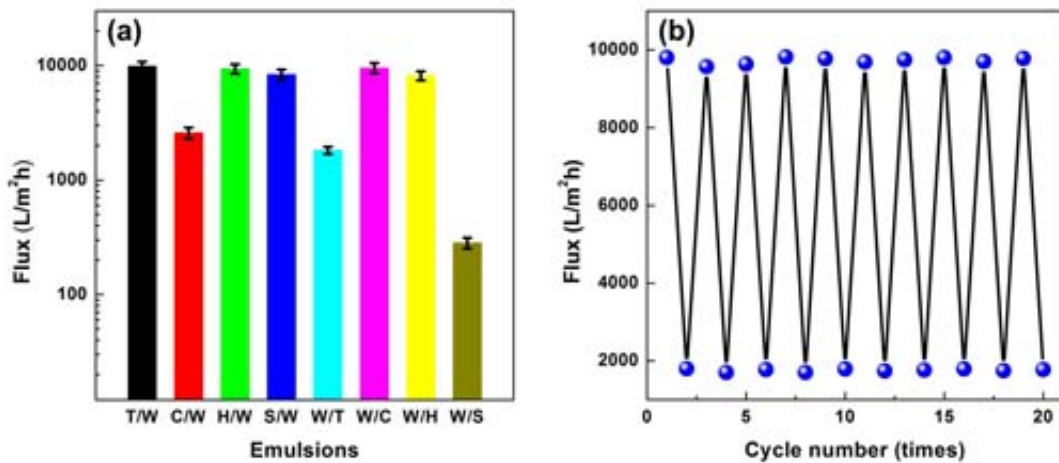 (a)
Flux (L/m²h)
10000
1000
100
T/W C/W H/W S/W W/T W/C W/H W/S
Emulsions
(b)
Flux (L/m²h)
10000
8000
6000
4000
2000
0 5 10 15 20
Cycle number (times)